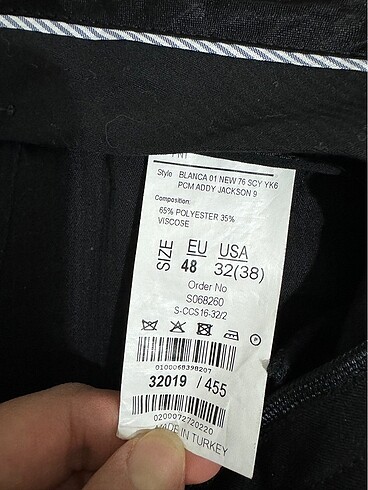 Style BLANCA 01 NEW 76 SCY YK6
PCM ADDY JACKSON 9
Composition:
65% POLYESTER 35%
VISCOSE
SIZE
EU USA
48 32(38)
Order No
S068260
S-CCS16-32/2
P
0100068398207
32019 / 455
0200072720220
MADE IN TURKEY